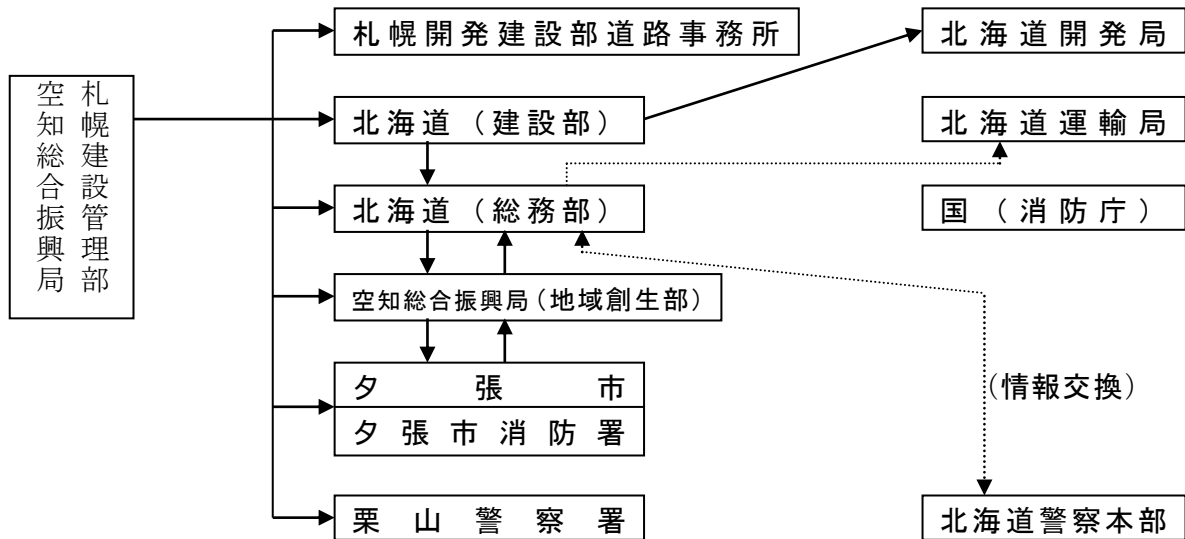 札幌開発建設部道路事務所
北海道開発局
空知総合振興局
札幌建設管理部
北海道（建設部）
北海道運輸局
北海道（総務部）
国（消防庁）
空知総合振興局(地域創生部)
夕張市
(情報交換)
夕張市消防署
栗山警察署
北海道警察本部